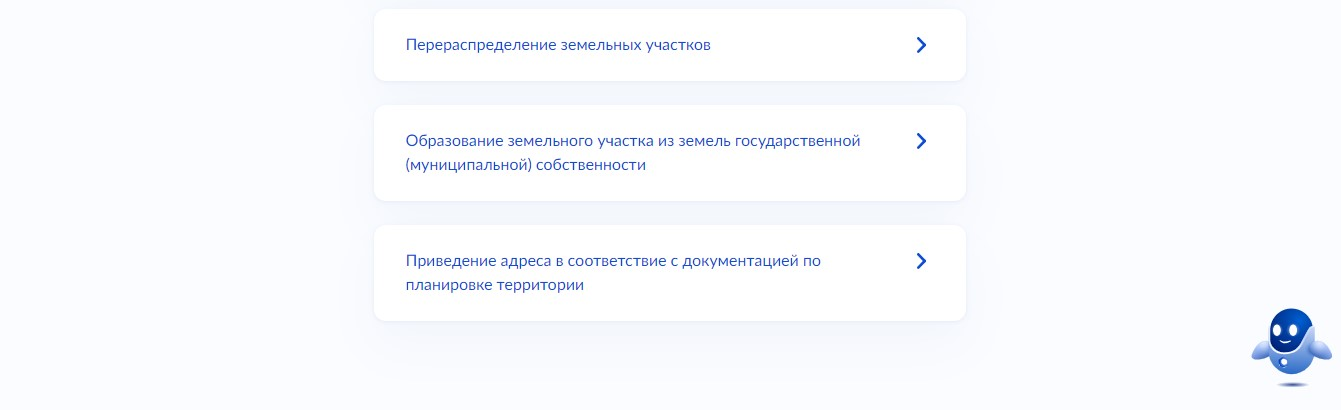 Перераспределение земельных участков
Образование земельного участка из земель государственной
(муниципальной) собственности
Приведение адреса в соответствие с документацией по
планировке территории